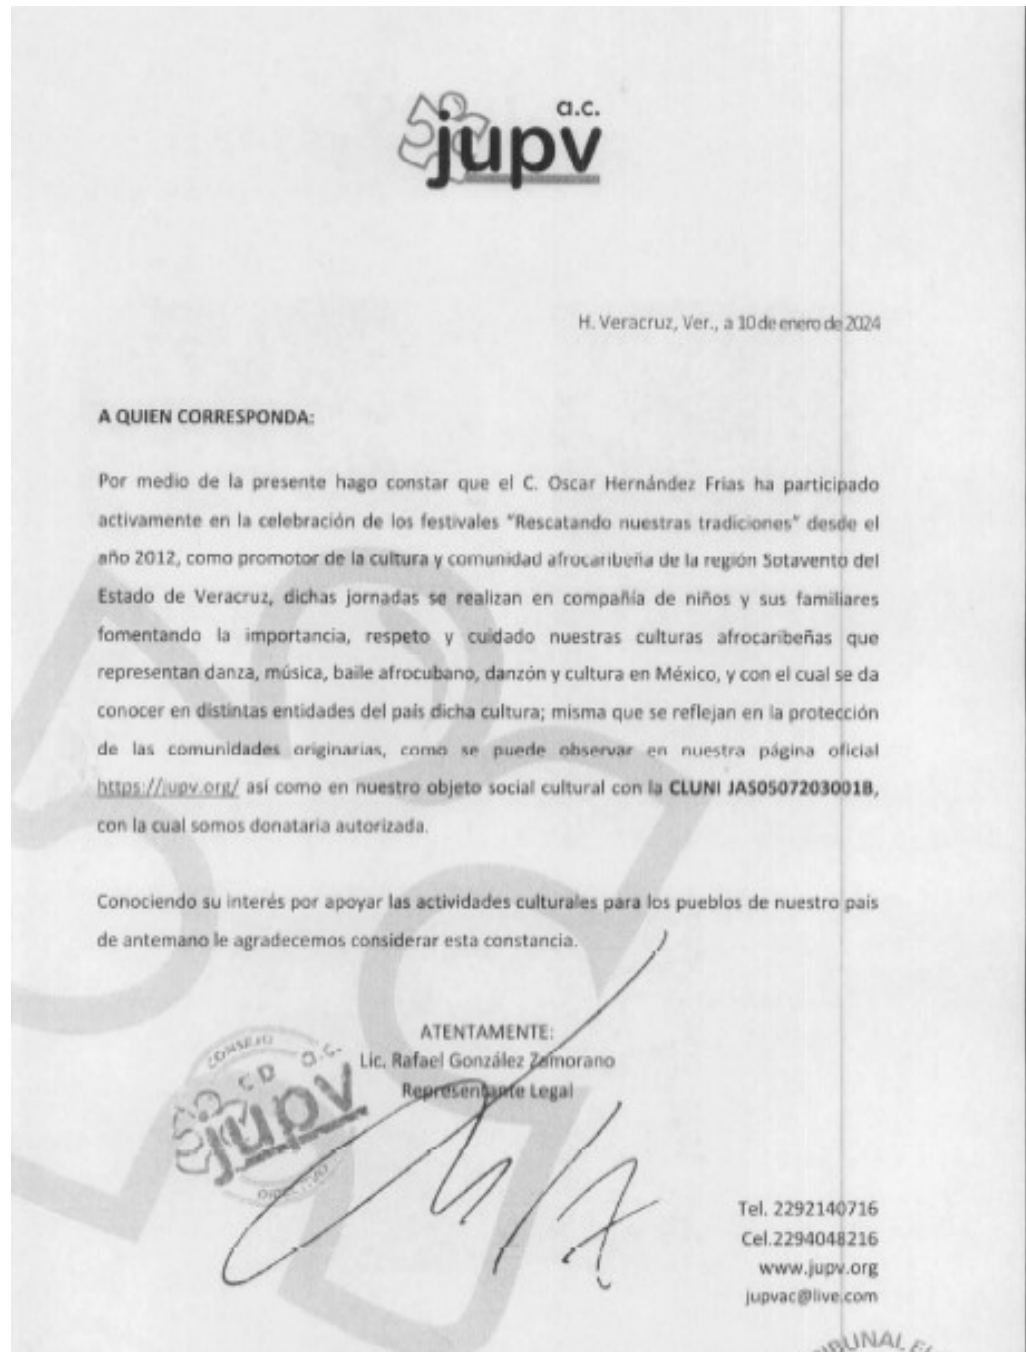 a.c.
jupv
H. Veracruz, Ver., a 10 de enero de 2024
A QUIEN CORRESPONDA:
Por medio de la presente hago constar que el C. Oscar Hernández Frias ha participado
activamente en la celebración de los festivales "Rescatando nuestras tradiciones" desde el
año 2012, como promotor de la cultura y comunidad afrocaribeña de la región Sotavento del
Estado de Veracruz, dichas jornadas se realizan en compañía de niños y sus familiares
fomentando la importancia, respeto y cuidado nuestras culturas afrocaribeñas que
representan danza, música, baile afrocubano, danzón y cultura en México, y con el cual se da
conocer en distintas entidades del país dicha cultura; misma que se reflejan en la protección
de las comunidades originarias, como se puede observar en nuestra página oficial
https://jupv.org/ así como en nuestro objeto social cultural con la CLUNI JAS0507203001B,
con la cual somos donataria autorizada.
Conociendo su interés por apoyar las actividades culturales para los pueblos de nuestro país
de antemano le agradecemos considerar esta constancia.
ATENTAMENTE:
Lic. Rafael González Zamorano
Representante Legal
CONSEJO
CD a.c.
jupv
DIRECTIVO
Tel. 2292140716
Cel.2294048216
www.jupv.org
jupvac@live.com